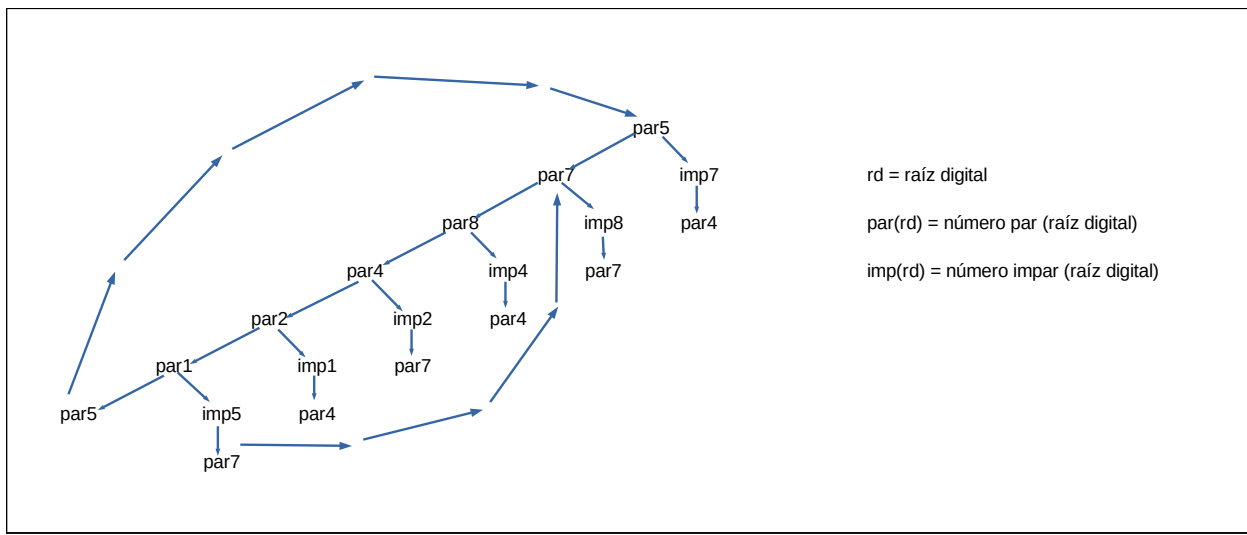 par5
par7
imp7
rd = raíz digital
par8
imp8
par4
par(rd) = número par (raíz digital)
par4
imp4
par7
imp(rd) = número impar (raíz digital)
par2
imp2
par4
par1
imp1
par7
par5
imp5
par4
par7